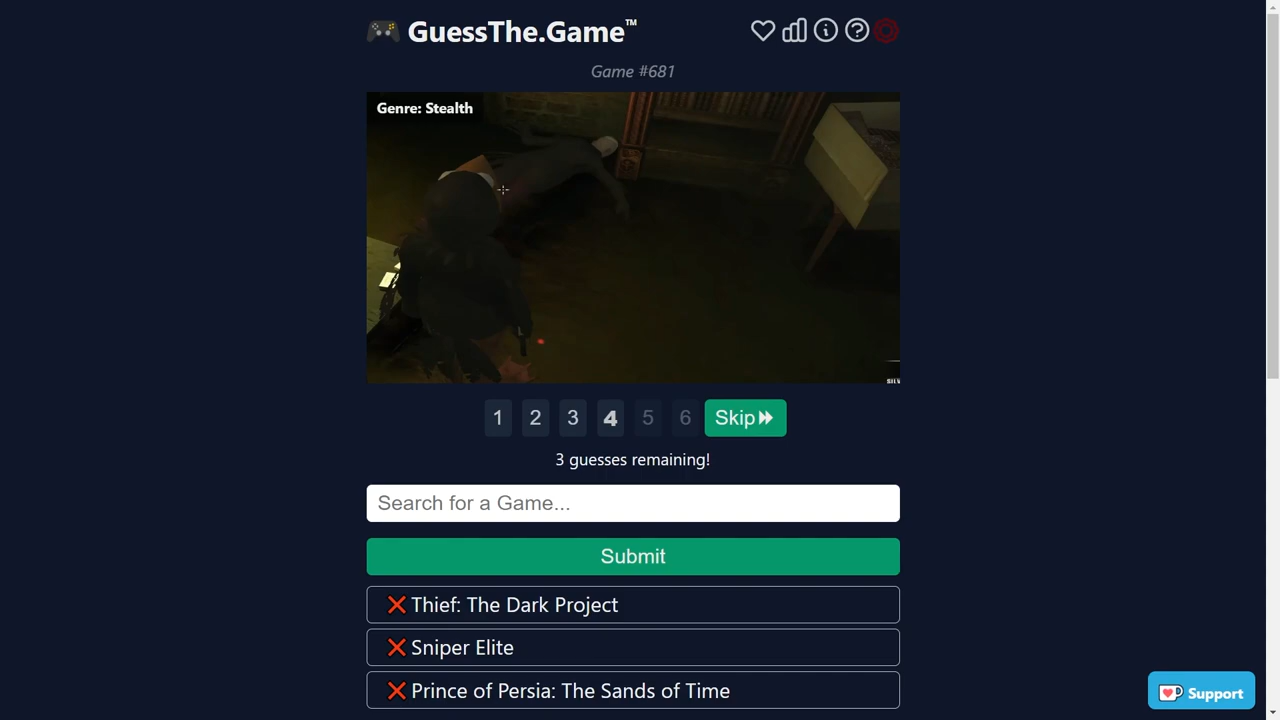 GuessThe.Game™
Game #681
Genre: Stealth
1 2 3 4 5 6 Skip
3 guesses remaining!
Search for a Game...
Submit
❌ Thief: The Dark Project
❌ Sniper Elite
❌ Prince of Persia: The Sands of Time
Support